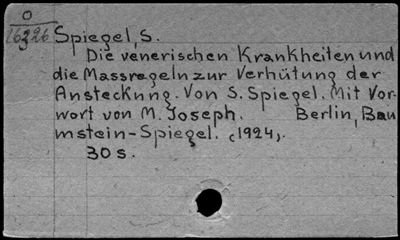 O
16326
Spiegel, S.
Die venerischen Krankheiten und
die Massregeln zur Verhütung der
Ansteckung. Von S. Spiegel. Mit Vor-
wort von M. Joseph. Berlin, Bau
mstein-Spiegel. (1924).
30 s.